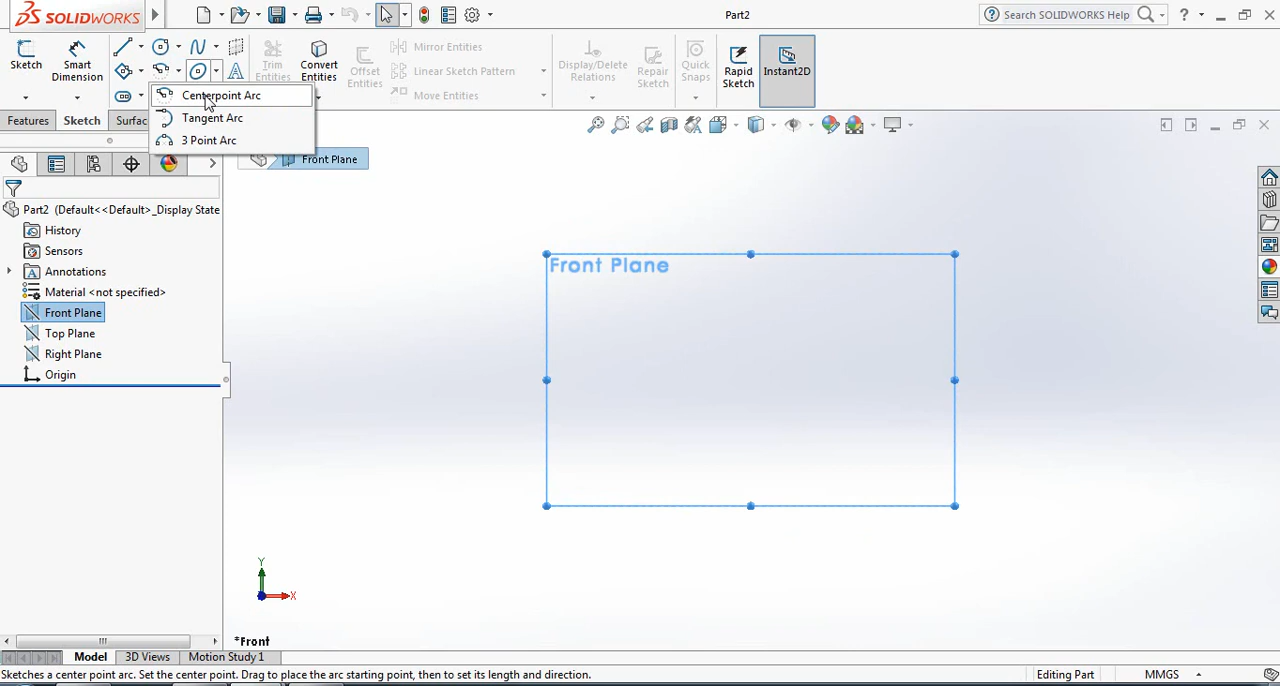 SOLIDWORKS
Part2
Search SOLIDWORKS Help
?
Sketch
Smart Dimension
Trim Entities
Convert Entities
Offset Entities
Mirror Entities
Linear Sketch Pattern
Move Entities
Display/Delete Relations
Repair Sketch
Quick Snaps
Rapid Sketch
Instant2D
Centerpoint Arc
Tangent Arc
3 Point Arc
Features
Sketch
Surfac
Front Plane
Part2 (Default<<Default>_Display State
History
Sensors
Annotations
Material <not specified>
Front Plane
Top Plane
Right Plane
Origin
Front Plane
Y
X
*Front
Model
3D Views
Motion Study 1
Sketches a center point arc. Set the center point. Drag to place the arc starting point, then to set its length and direction.
Editing Part
MMGS